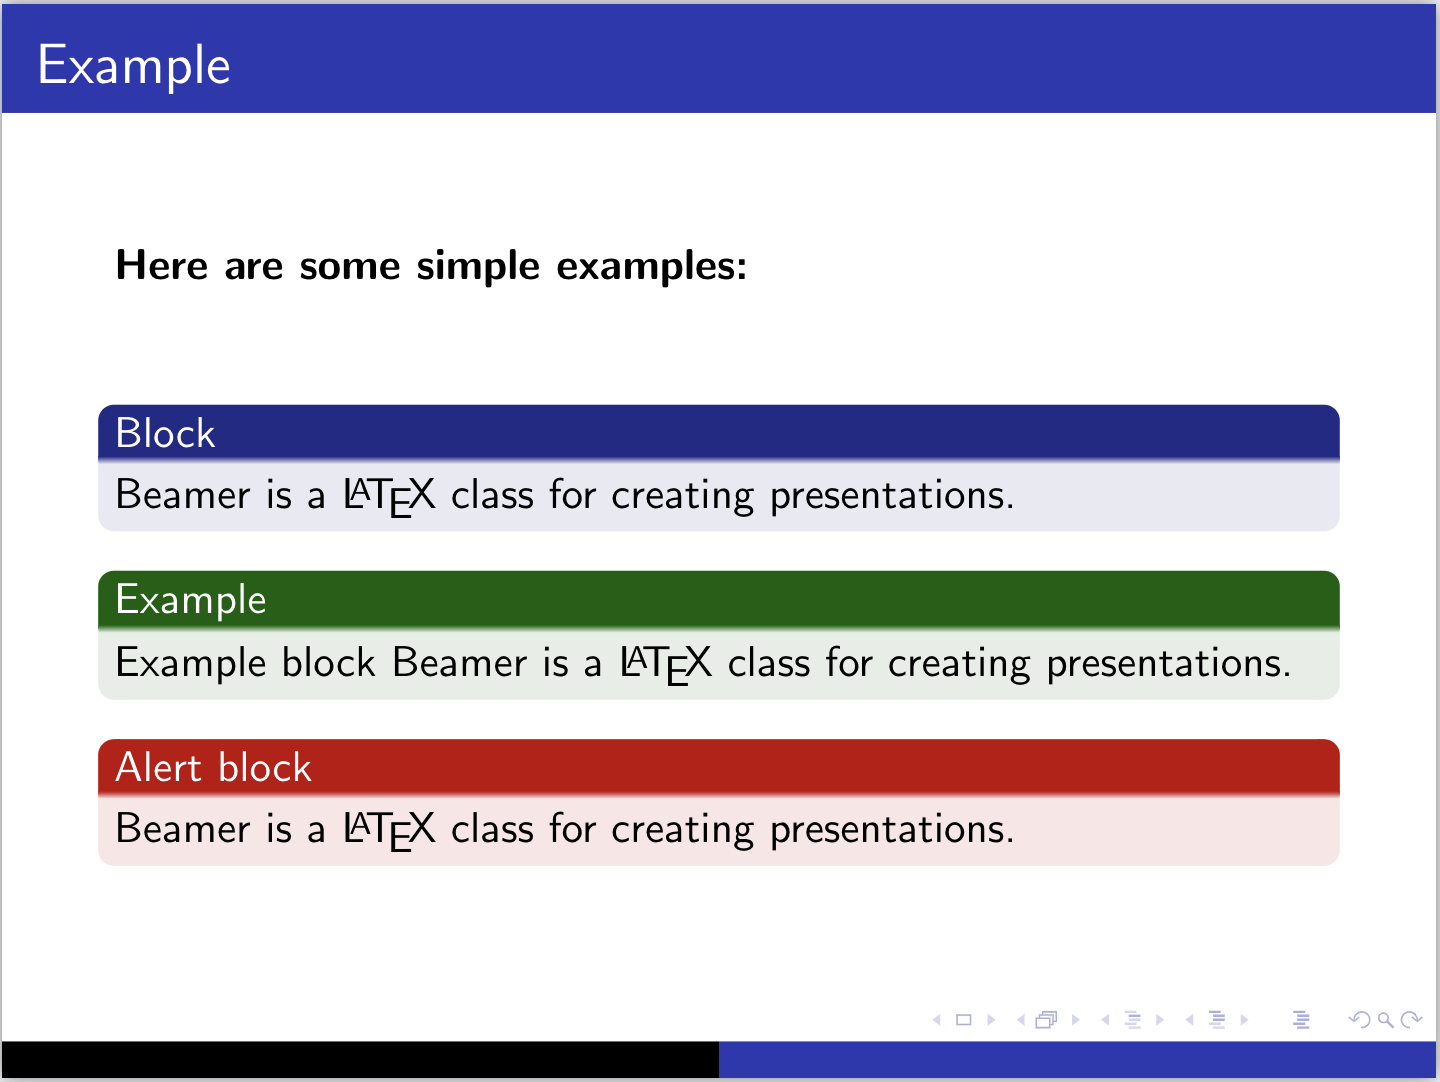 Example
Here are some simple examples:
Block
Beamer is a LATEX class for creating presentations.
Example
Example block Beamer is a LATEX class for creating presentations.
Alert block
Beamer is a LATEX class for creating presentations.